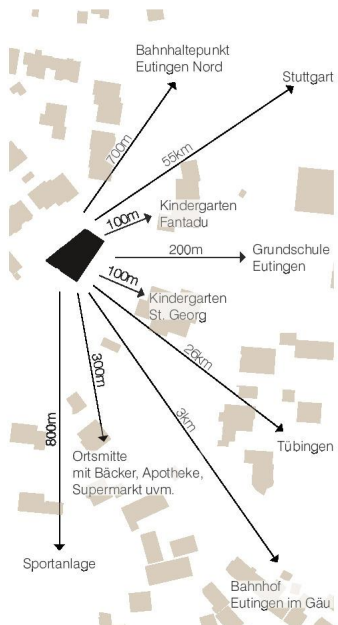 Bahnhaltepunkt
Eutingen Nord
Stuttgart
700m
55km
Kindergarten
Fantadu
100m
200m
Grundschule
Eutingen
100m
Kindergarten
St. Georg
26km
300m
3km
800m
Tübingen
Ortsmitte
mit Bäcker, Apotheke,
Supermarkt uvm.
Sportanlage
Bahnhof
Eutingen im Gäu